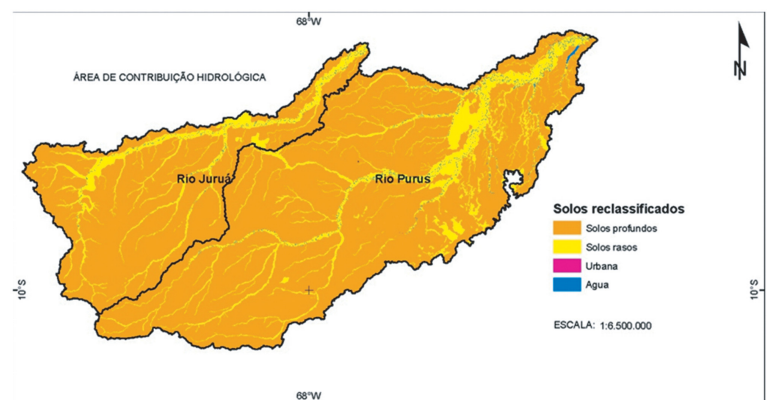 68°W
ÁREA DE CONTRIBUIÇÃO HIDROLÓGICA
N
Rio Juruá
Rio Purus
Solos reclassificados
Solos profundos
Solos rasos
Urbana
Agua
10°S
10°S
ESCALA: 1:6.500.000
68°W